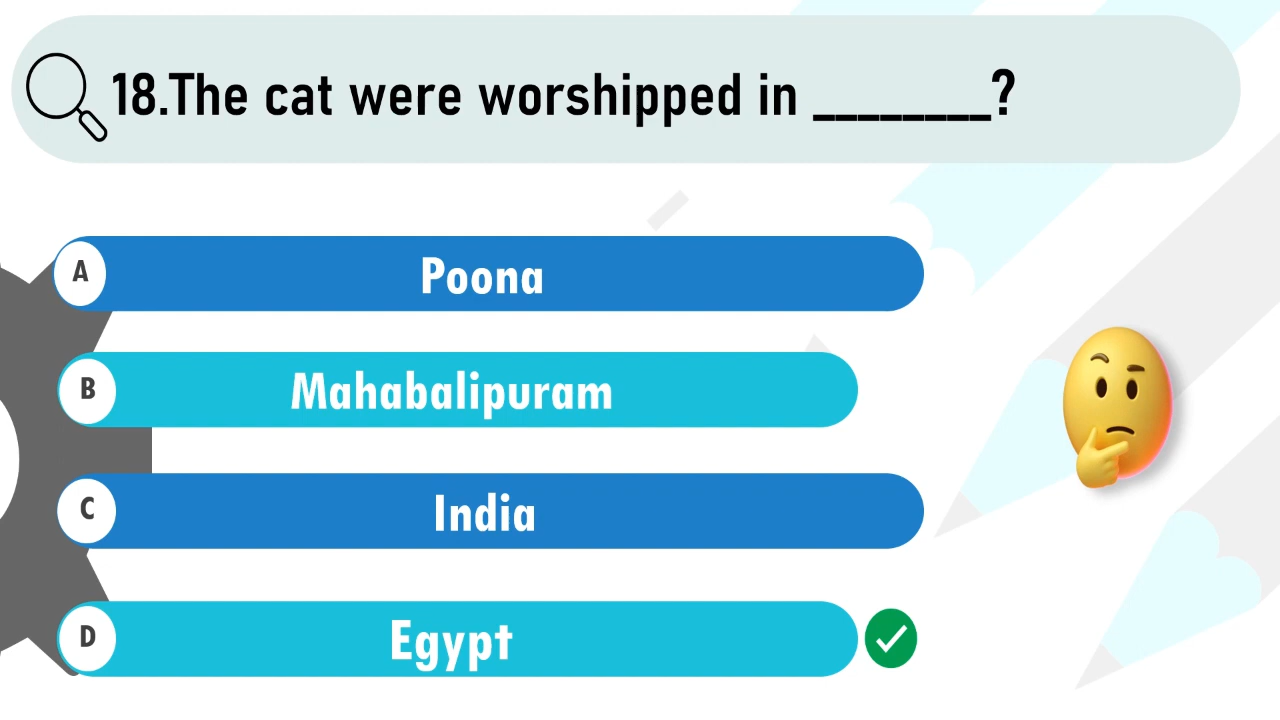 18.The cat were worshipped in ________?
A Poona
B Mahabalipuram
C India
D Egypt